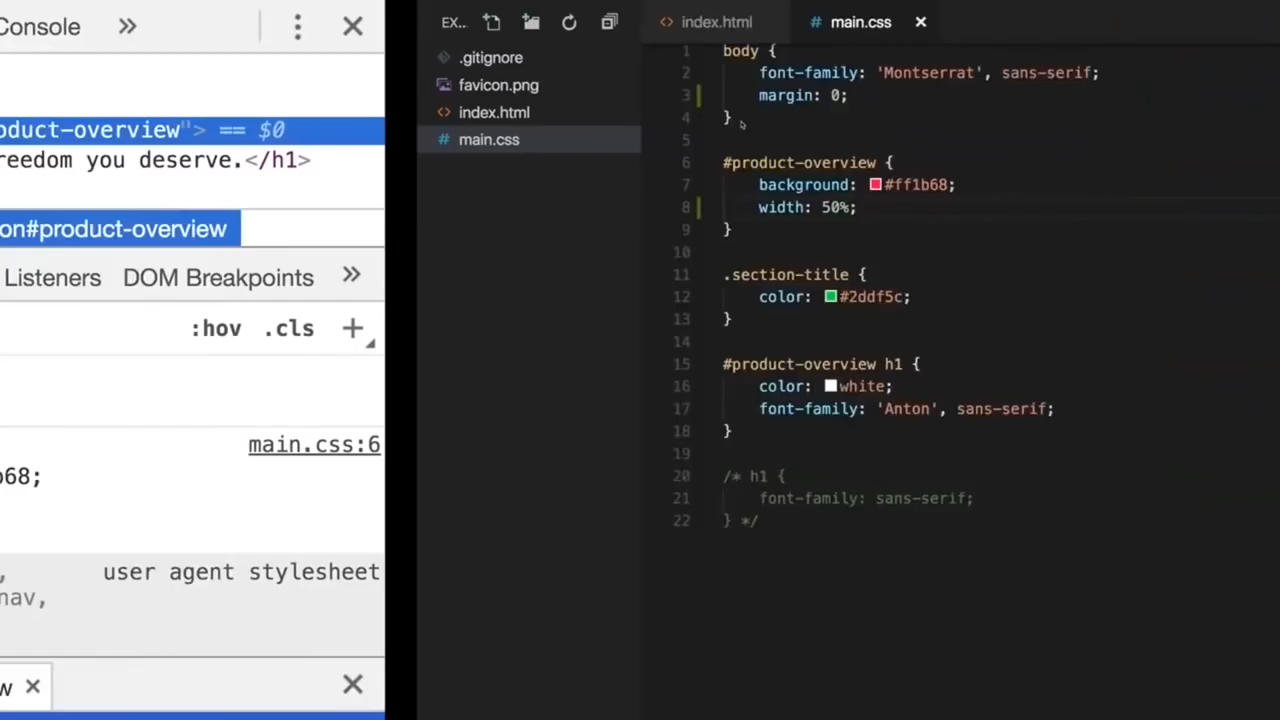 Console »
oduct-overview"> == $0
reedom you deserve.</h1>
on#product-overview
Listeners DOM Breakpoints »
:hov .cls +
main.css:6
b68;
user agent stylesheet
nav,
w ×
EX...
.gitignore
favicon.png
<> index.html
# main.css
<> index.html # main.css ×
1 body {
2 font-family: 'Montserrat', sans-serif;
3 margin: 0;
4 }
5
6 #product-overview {
7 background: #ff1b68;
8 width: 50%;
9 }
10
11 .section-title {
12 color: #2ddf5c;
13 }
14
15 #product-overview h1 {
16 color: white;
17 font-family: 'Anton', sans-serif;
18 }
19
20 /* h1 {
21 font-family: sans-serif;
22 } */